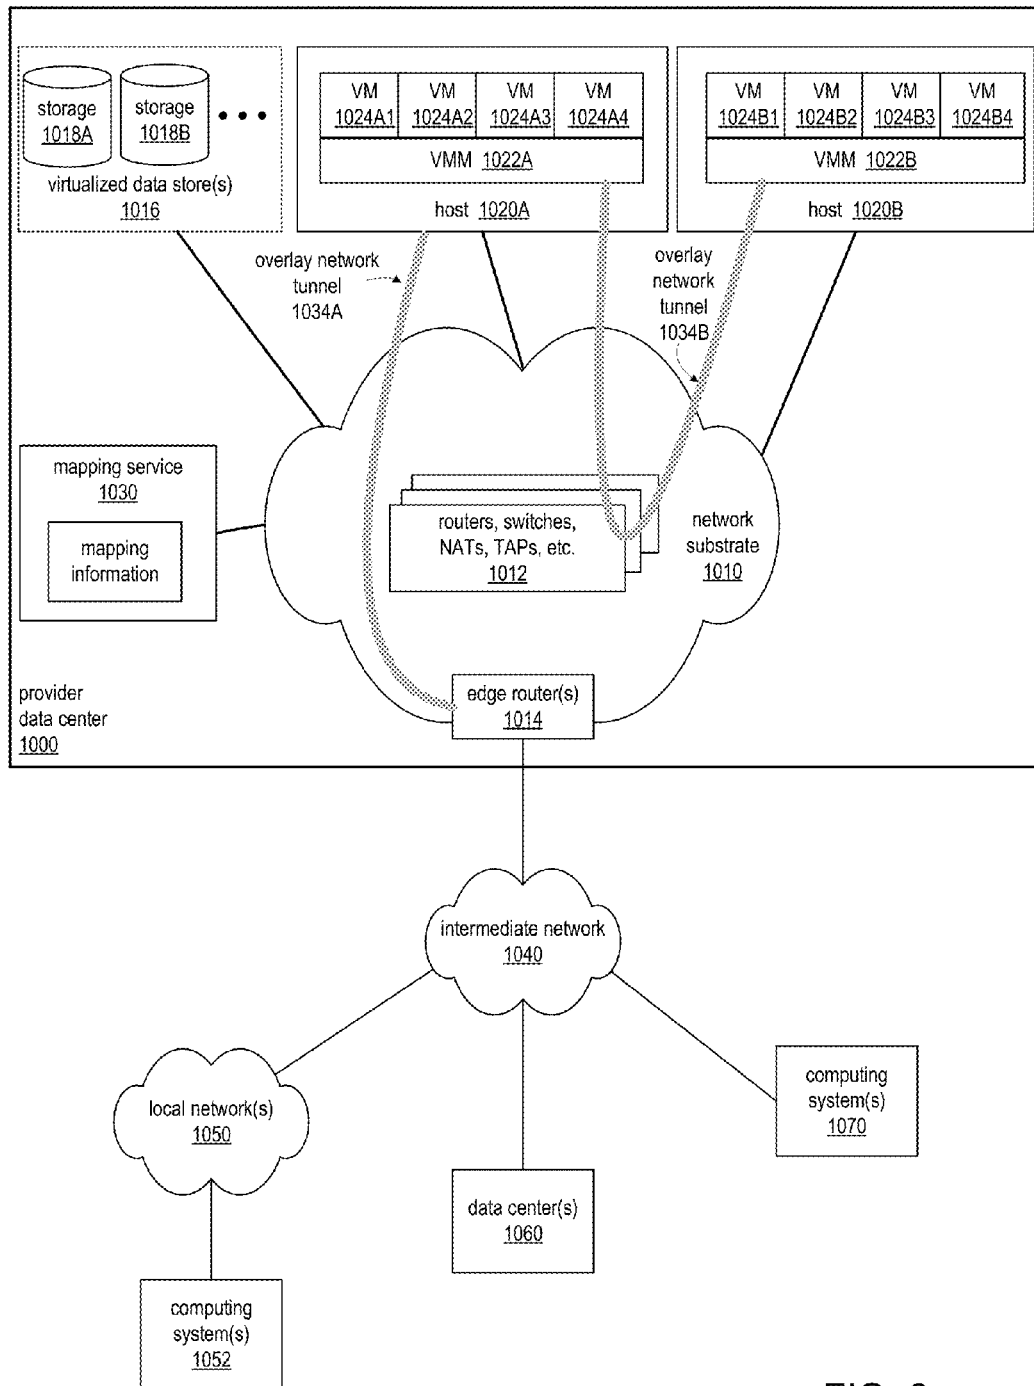 storage
1018A
storage
1018B
virtualized data store(s)
1016
VM
1024A1
VM
1024A2
VM
1024A3
VM
1024A4
VMM 1022A
host 1020A
VM
1024B1
VM
1024B2
VM
1024B3
VM
1024B4
VMM 1022B
host 1020B
overlay network
tunnel
1034A
overlay
network
tunnel
1034B
mapping service
1030
mapping
information
routers, switches,
NATs, TAPs, etc.
1012
network
substrate
1010
edge router(s)
1014
provider
data center
1000
intermediate network
1040
local network(s)
1050
computing
system(s)
1070
data center(s)
1060
computing
system(s)
1052